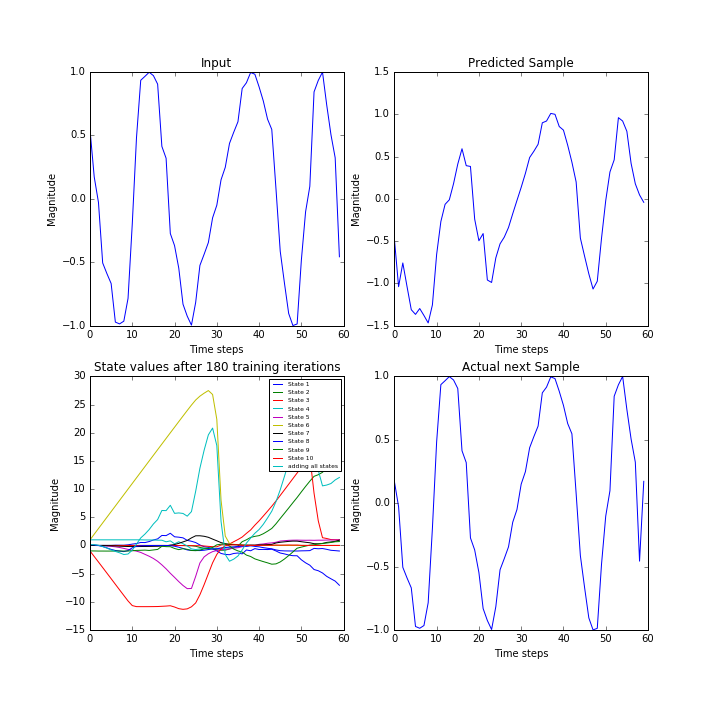 Input
1.0
0.5
0.0
−0.5
−1.0
Magnitude
0 10 20 30 40 50 60
Time steps
Predicted Sample
1.5
1.0
0.5
0.0
−0.5
−1.0
−1.5
Magnitude
0 10 20 30 40 50 60
Time steps
State values after 180 training iterations
30
25
20
15
10
5
0
−5
−10
−15
Magnitude
0 10 20 30 40 50 60
Time steps
State 1
State 2
State 3
State 4
State 5
State 6
State 7
State 8
State 9
State 10
adding all states
Actual next Sample
1.0
0.5
0.0
−0.5
−1.0
Magnitude
0 10 20 30 40 50 60
Time steps